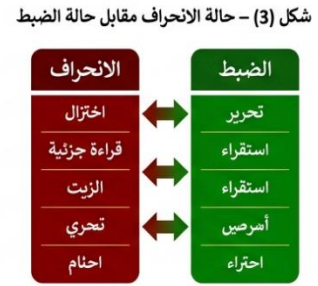 شكل (3) – حالة الانحراف مقابل حالة الضبط
الضبط
الانحراف
تحرير
اختزال
استقراء
قراءة جزئية
استقراء
الزيت
أسرصين
تحري
احتراء
احنام